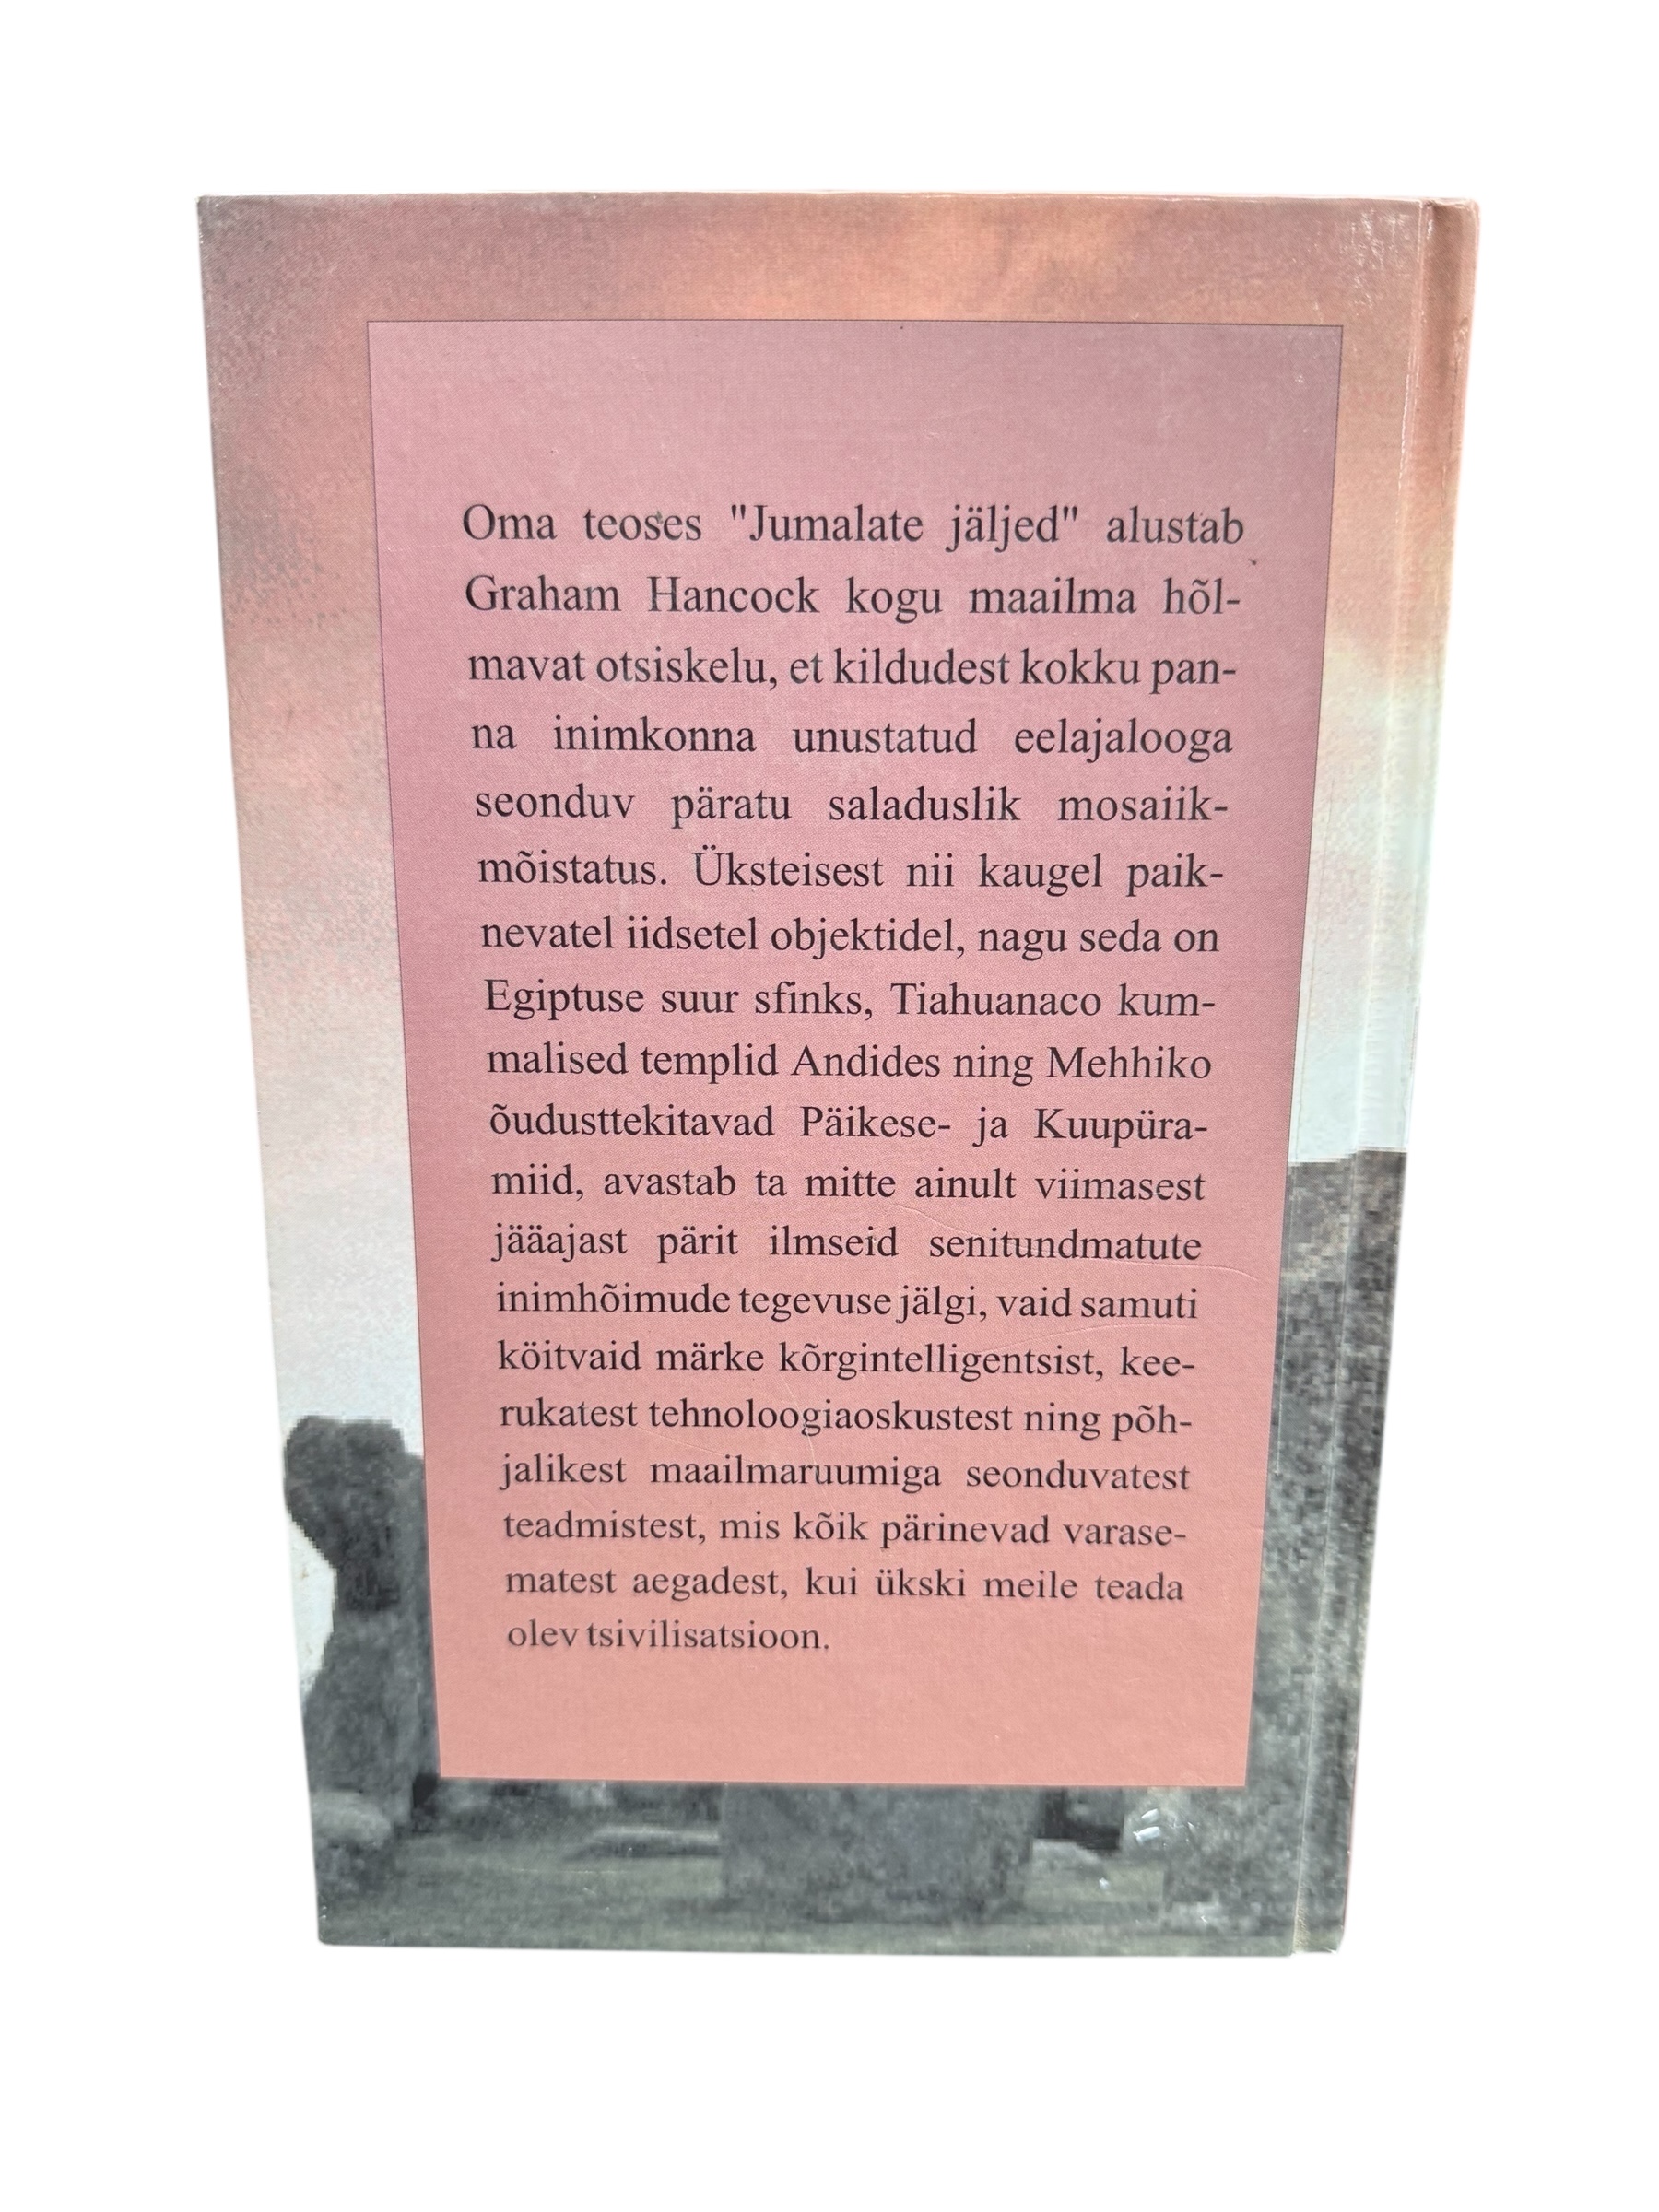 Oma teoses "Jumalate jäljed" alustab
Graham Hancock kogu maailma hõl-
mavat otsiskelu, et kildudest kokku pan-
na inimkonna unustatud eelajalooga
seonduv päratu saladuslik mosaiik-
mõistatus. Üksteisest nii kaugel paik-
nevatel iidsetel objektidel, nagu seda on
Egiptuse suur sfinks, Tiahuanaco kum-
malised templid Andides ning Mehhiko
õudusttekitavad Päikese- ja Kuupüra-
miid, avastab ta mitte ainult viimasest
jääajast pärit ilmseid senitundmatute
inimhõimude tegevuse jälgi, vaid samuti
köitvaid märke kõrgintelligentsist, kee-
rukatest tehnoloogiaoskustest ning põh-
jalikest maailmaruumiga seonduvatest
teadmistest, mis kõik pärinevad varase-
matest aegadest, kui ükski meile teada
olev tsivilisatsioon.